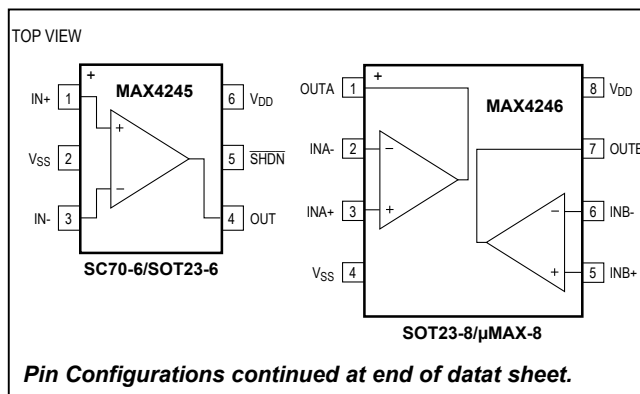 TOP VIEW
+
MAX4245
IN+ 1
6 VDD
+
VSS 2
5 SHDN
−
IN- 3
4 OUT
SC70-6/SOT23-6
OUTA 1
+
MAX4246
8 VDD
7 OUTB
INA- 2
−
INA+ 3
+
−
6 INB-
VSS 4
+
5 INB+
SOT23-8/µMAX-8
Pin Configurations continued at end of datat sheet.